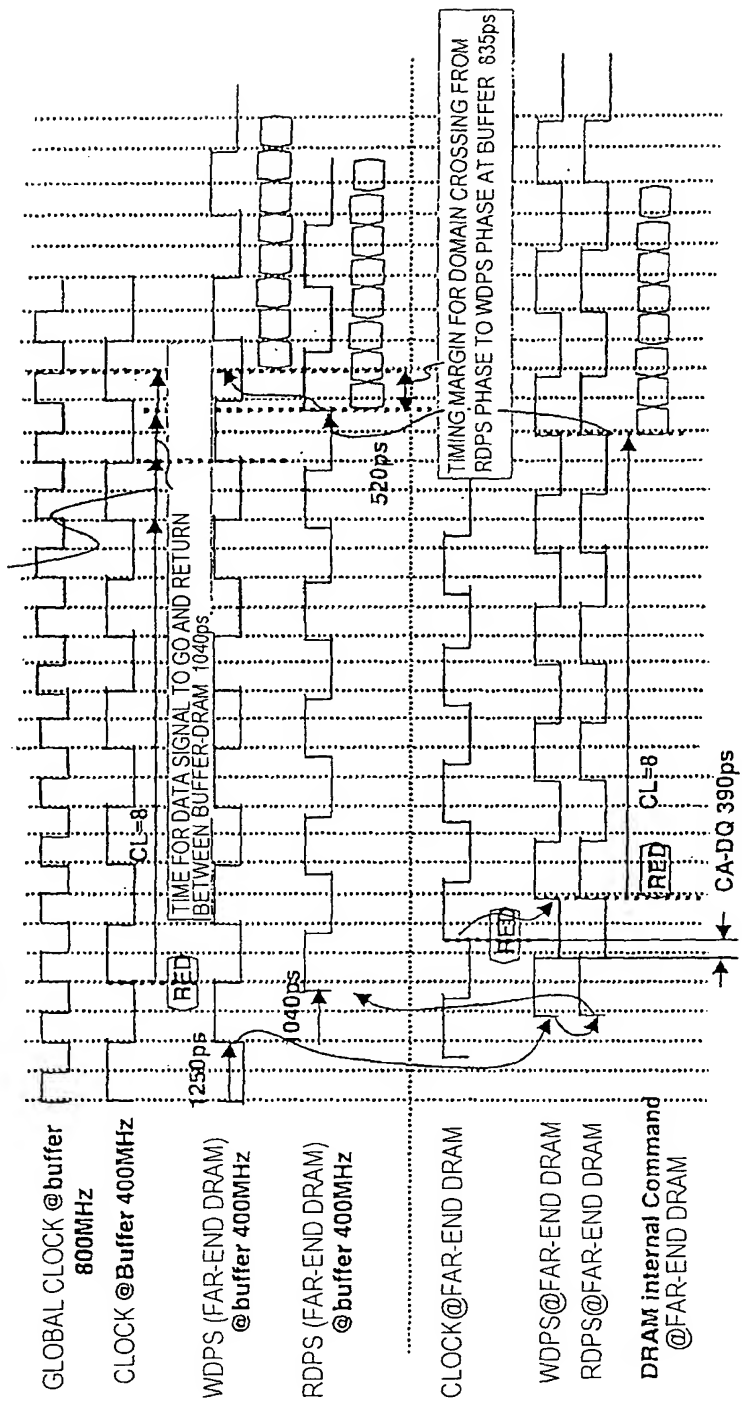 GLOBAL CLOCK @buffer
800MHz
CLOCK @Buffer 400MHz
CL=8
RED
TIME FOR DATA SIGNAL TO GO AND RETURN
BETWEEN BUFFER-DRAM 1040ps
WDPS (FAR-END DRAM)
@buffer 400MHz
1250ps
RDPS (FAR-END DRAM)
@buffer 400MHz
1040ps
520ps
TIMING MARGIN FOR DOMAIN CROSSING FROM
RDPS PHASE TO WDPS PHASE AT BUFFER 835ps
CLOCK@FAR-END DRAM
RED
WDPS@FAR-END DRAM
RDPS@FAR-END DRAM
CL=8
DRAM internal Command
@FAR-END DRAM
RED
CA-DQ 390ps